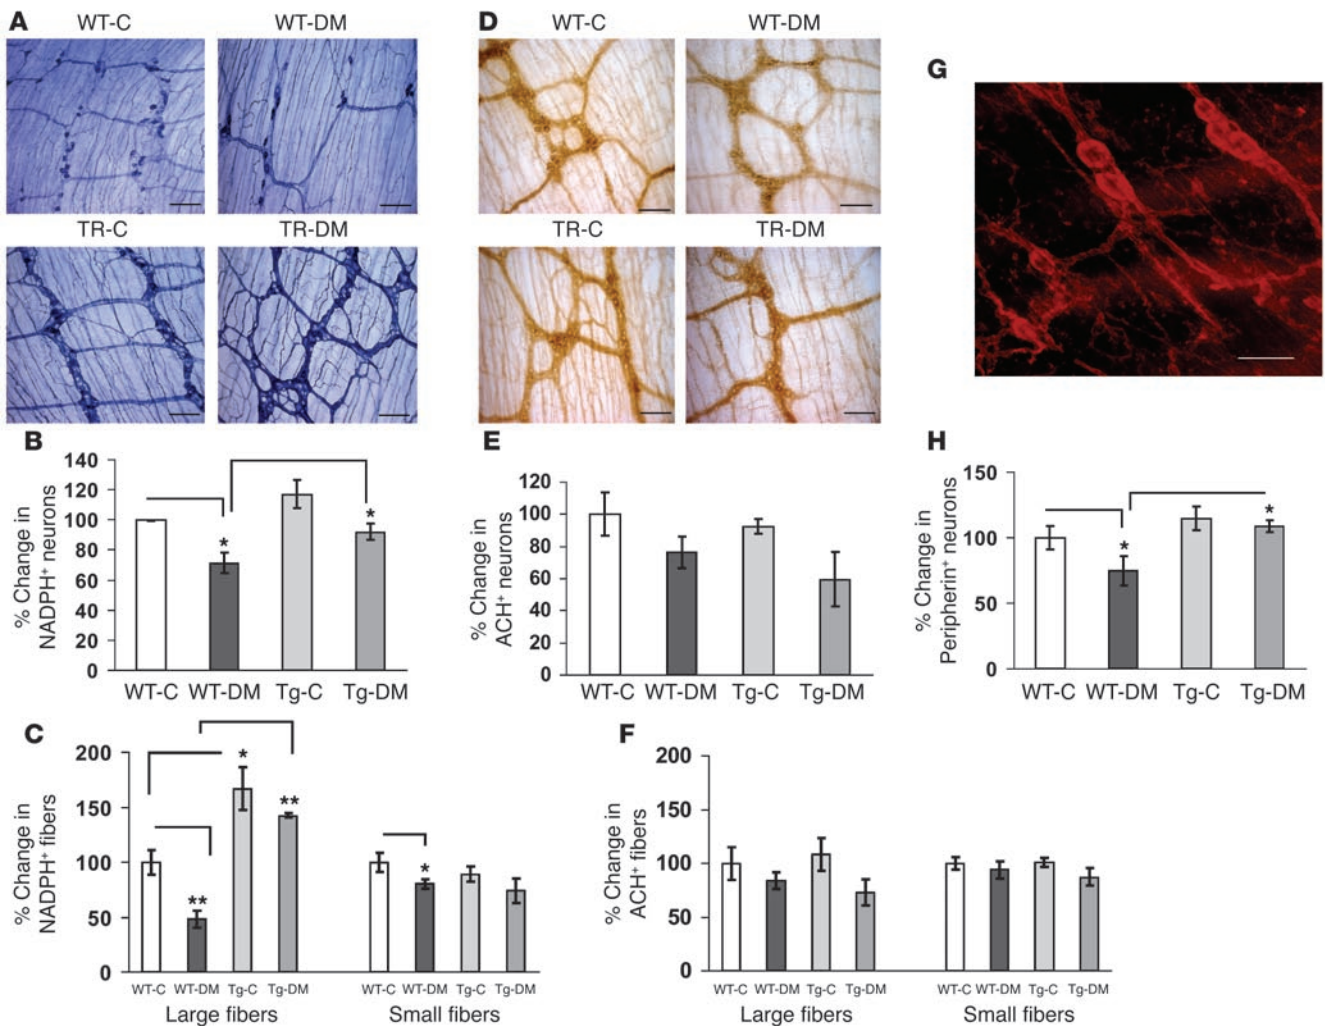 A
WT-C
WT-DM
TR-C
TR-DM
B
% Change in
NADPH⁺ neurons
140
120
100
80
60
40
20
0
*
*
WT-C WT-DM Tg-C Tg-DM
C
% Change in
NADPH⁺ fibers
200
150
100
50
0
**
*
**
*
WT-C WT-DM Tg-C Tg-DM
Large fibers
WT-C WT-DM Tg-C Tg-DM
Small fibers
D
WT-C
WT-DM
TR-C
TR-DM
E
% Change in
ACH⁺ neurons
120
100
80
60
40
20
0
WT-C WT-DM Tg-C Tg-DM
F
% Change in
ACH⁺ fibers
200
150
100
50
0
WT-C WT-DM Tg-C Tg-DM
Large fibers
WT-C WT-DM Tg-C Tg-DM
Small fibers
G
H
% Change in
Peripherin⁺ neurons
150
100
50
0
*
*
WT-C WT-DM Tg-C Tg-DM